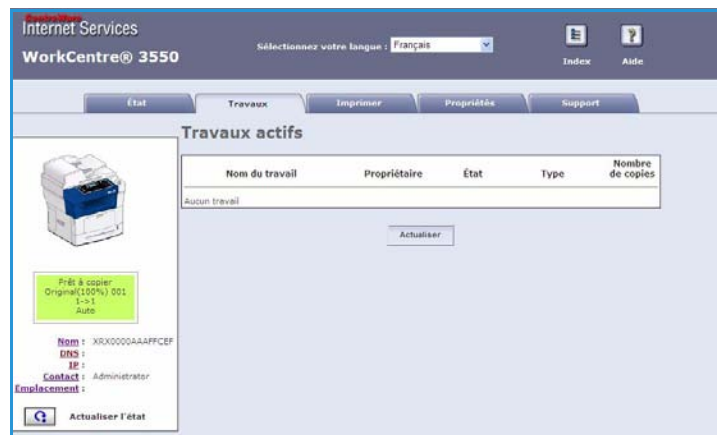 CentreWare
Internet Services
WorkCentre® 3550
Sélectionnez votre langue : Français
Index
Aide
État
Travaux
Imprimer
Propriétés
Support
Travaux actifs
Nom du travail
Propriétaire
État
Type
Nombre
de copies
Aucun travail
Actualiser
Prêt à copier
Original(100%) 001
1->1
Auto
Nom : XRX0000AAAFFCEF
DNS :
IP :
Contact : Administrator
Emplacement :
Actualiser l'état